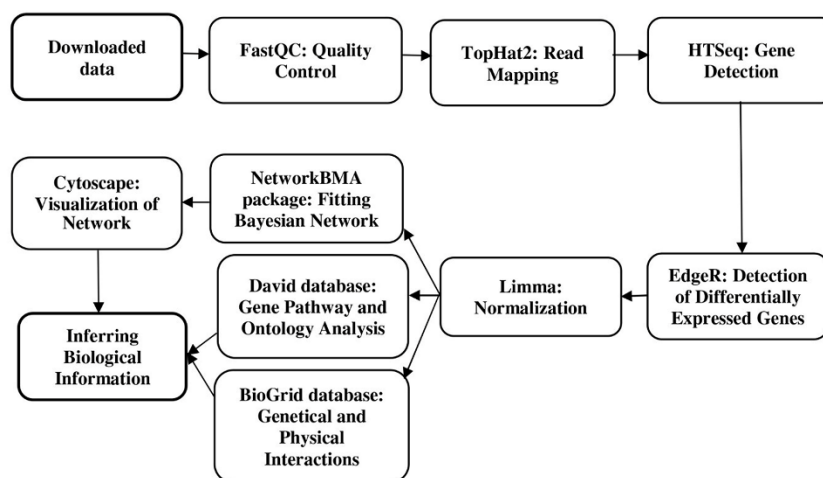 Downloaded
data
FastQC: Quality
Control
TopHat2: Read
Mapping
HTSeq: Gene
Detection
Cytoscape:
Visualization of
Network
NetworkBMA
package: Fitting
Bayesian Network
David database:
Gene Pathway and
Ontology Analysis
Limma:
Normalization
EdgeR: Detection
of Differentially
Expressed Genes
Inferring
Biological
Information
BioGrid database:
Genetical and
Physical
Interactions